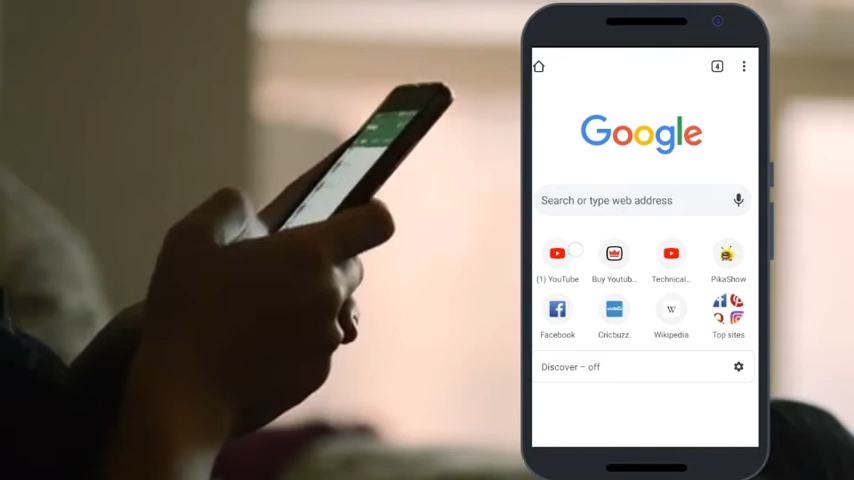 4
Google
Search or type web address
(1) YouTube
Buy Youtub...
Technical...
PikaShow
Facebook
Cricbuzz.
Wikipedia
Top sites
Discover – off